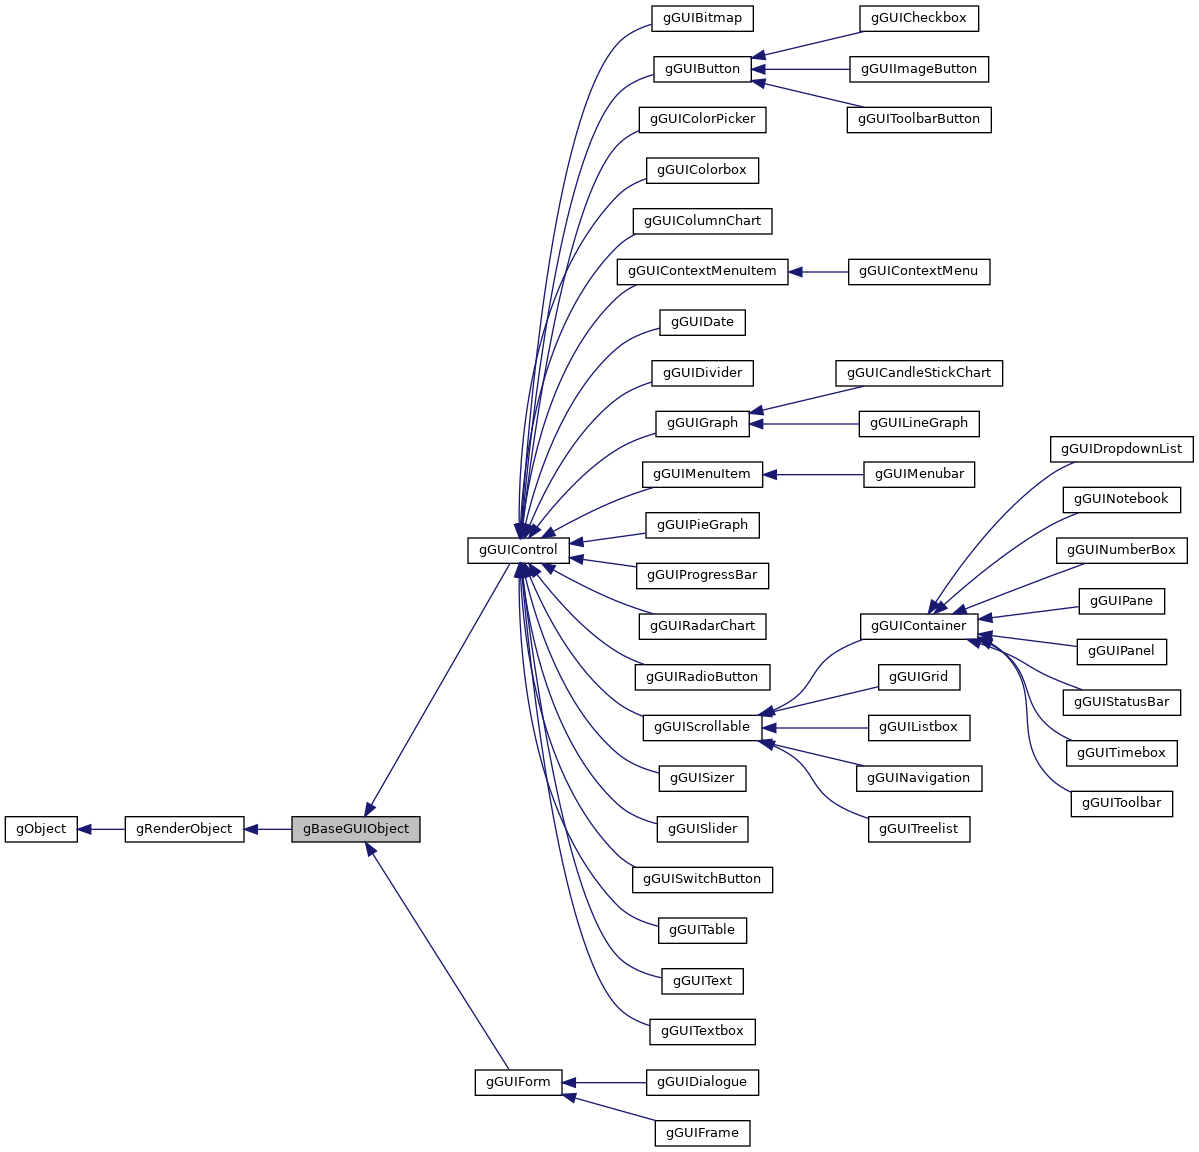 gObject
gRenderObject
gBaseGUIObject
gGUIControl
gGUIBitmap
gGUIButton
gGUICheckbox
gGUIImageButton
gGUIToolbarButton
gGUIColorPicker
gGUIColorbox
gGUIColumnChart
gGUIContextMenuItem
gGUIContextMenu
gGUIDate
gGUIDivider
gGUIGraph
gGUICandleStickChart
gGUILineGraph
gGUIMenuItem
gGUIMenubar
gGUIPieGraph
gGUIProgressBar
gGUIRadarChart
gGUIRadioButton
gGUIScrollable
gGUIContainer
gGUIDropdownList
gGUINotebook
gGUINumberBox
gGUIPane
gGUIPanel
gGUIStatusBar
gGUITimebox
gGUIToolbar
gGUIGrid
gGUIListbox
gGUINavigation
gGUITreelist
gGUISizer
gGUISlider
gGUISwitchButton
gGUITable
gGUIText
gGUITextbox
gGUIForm
gGUIDialogue
gGUIFrame